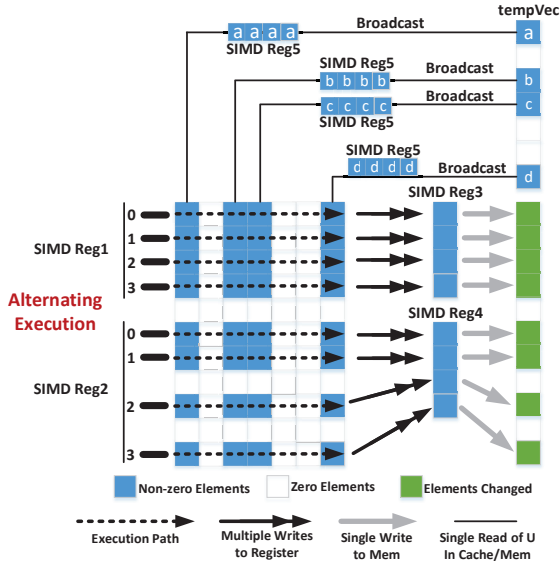 tempVec
Broadcast
a a a a
a
SIMD Reg5
SIMD Reg5
Broadcast
b b b b
b
c c c c
Broadcast
c
SIMD Reg5
SIMD Reg5
d d d d
Broadcast
d
SIMD Reg3
0
1
SIMD Reg1
2
3
Alternating
Execution
SIMD Reg4
0
1
SIMD Reg2
2
3
Non-zero Elements
Zero Elements
Elements Changed
Execution Path
Multiple Writes
to Register
Single Write
to Mem
Single Read of U
In Cache/Mem